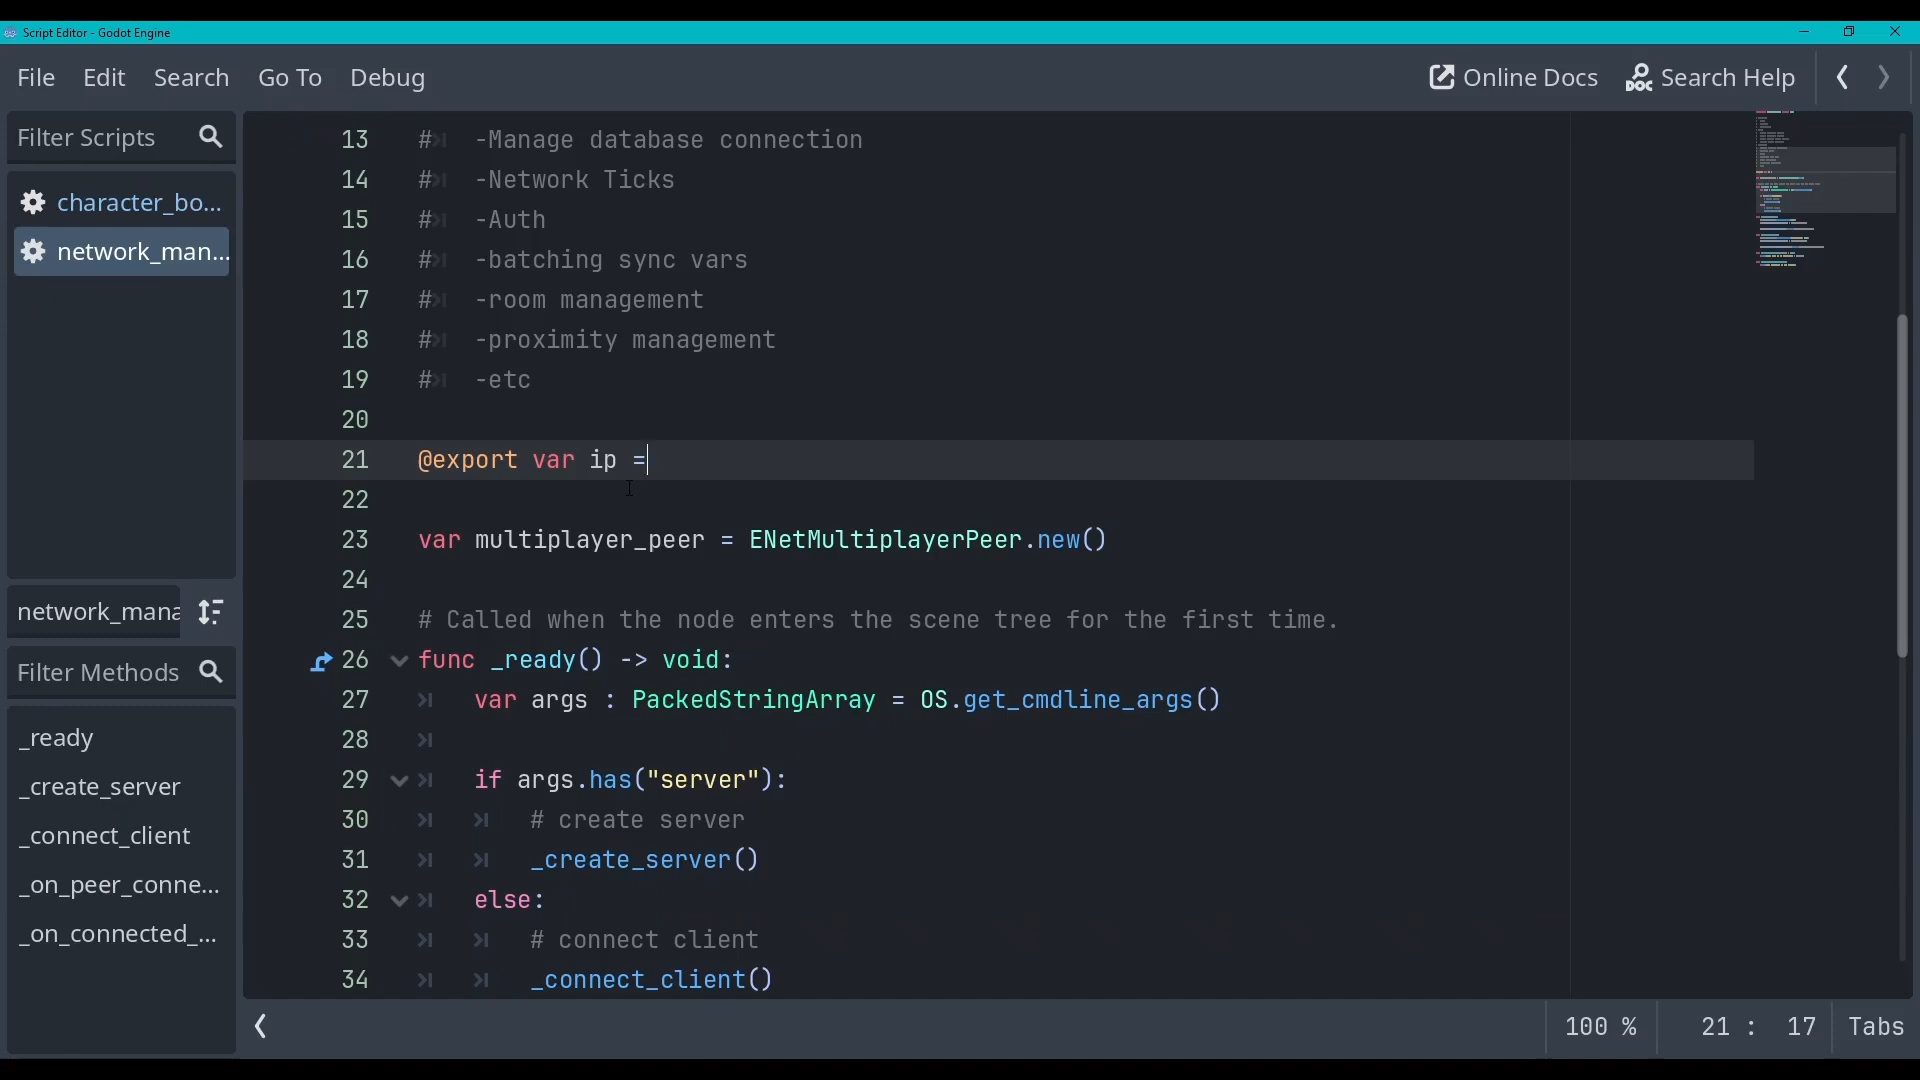 Script Editor - Godot Engine
File Edit Search Go To Debug
Online Docs Search Help
Filter Scripts
character_bo...
network_man...
network_mana
Filter Methods
_ready
_create_server
_connect_client
_on_peer_conne...
_on_connected_...
13 # -Manage database connection
14 # -Network Ticks
15 # -Auth
16 # -batching sync vars
17 # -room management
18 # -proximity management
19 # -etc
20
21 @export var ip =
22
23 var multiplayer_peer = ENetMultiplayerPeer.new()
24
25 # Called when the node enters the scene tree for the first time.
26 func _ready() -> void:
27 var args : PackedStringArray = OS.get_cmdline_args()
28
29 if args.has("server"):
30 # create server
31 _create_server()
32 else:
33 # connect client
34 _connect_client()
100 % 21 : 17 Tabs